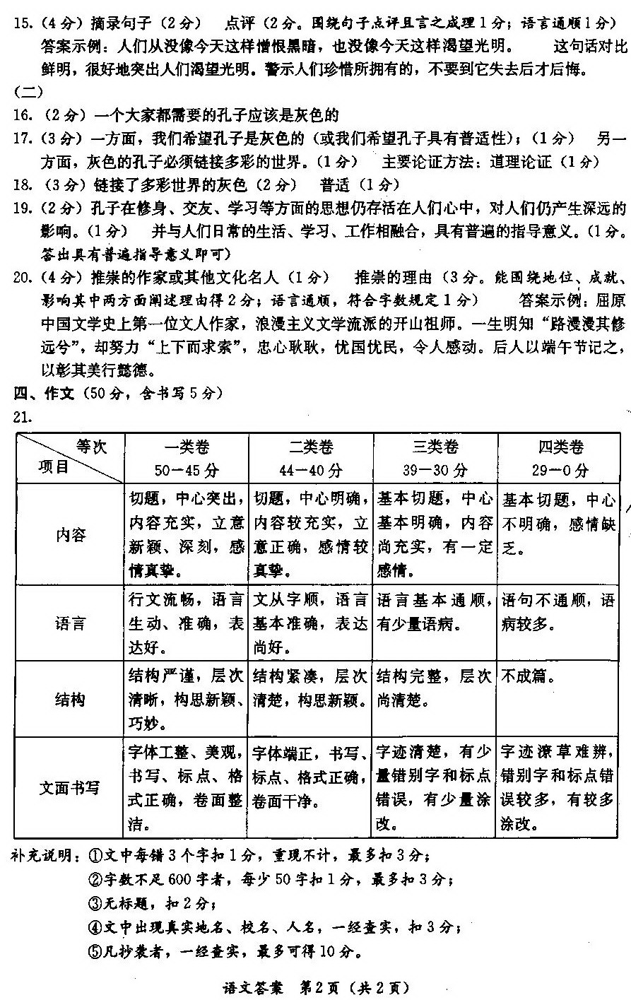 15. (4分) 摘录句子（2分） 点评（2分。围绕句子点评且言之成理1分；语言通顺1分）
答案示例：人们从没像今天这样憎恨黑暗，也没像今天这样渴望光明。 这句话对比
鲜明，很好地突出人们渴望光明。警示人们珍惜所拥有的，不要到它失去后才后悔。
（二）
16. （2分）一个大家都需要的孔子应该是灰色的
17. （3分）一方面，我们希望孔子是灰色的（或我们希望孔子具有普适性）；（1分） 另一
方面，灰色的孔子必须链接多彩的世界。（1分） 主要论证方法：道理论证（1分）
18. （3分）链接了多彩世界的灰色（2分） 普适（1分）
19. （2分）孔子在修身、交友、学习等方面的思想仍存活在人们心中，对人们仍产生深远的
影响。（1分） 并与人们日常的生活、学习、工作相融合，具有普遍的指导意义。（1分。
答出具有普遍指导意义即可）
20. （4分）推崇的作家或其他文化名人（1分） 推崇的理由（3分。能围绕地位、成就、
影响其中两方面阐述理由得2分；语言通顺，符合字数规定1分） 答案示例：屈原
中国文学史上第一位文人作家，浪漫主义文学流派的开山祖师。一生明知“路漫漫其修
远兮”，却努力“上下而求索”，忠心耿耿，忧国忧民，令人感动。后人以端午节记之，
以彰其美行懿德。
四、作文（50分，含书写5分）
21.
等次 一类卷 二类卷 三类卷 四类卷
项目 50－45分 44－40分 39－30分 29－0分
内容
切题，中心突出，
内容充实，立意
新颖、深刻，感
情真挚。
切题，中心明确，
内容较充实，立
意正确，感情较
真挚。
基本切题，中心
基本明确，内容
尚充实，有一定
感情。
基本切题，中心
不明确，感情缺
乏。
语言
行文流畅，语言
生动、准确，表
达好。
文从字顺，语言
基本准确，表达
尚好。
语言基本通顺，
有少量语病。
语句不通顺，语
病较多。
结构
结构严谨，层次
清晰，构思新颖、
巧妙。
结构紧凑，层次
清楚，构思新颖。
结构完整，层次
尚清楚。
不成篇。
文面书写
字体工整、美观，
书写、标点、格
式正确，卷面整
洁。
字体端正，书写、
标点、格式正确，
卷面干净。
字迹清楚，有少
量错别字和标点
错误，有少量涂
改。
字迹潦草难辨，
错别字和标点错
误较多，有较多
涂改。
补充说明：①文中每错3个字扣1分，重现不计，最多扣3分；
②字数不足600字者，每少50字扣1分，最多扣3分；
③无标题，扣2分；
④文中出现真实地名、校名、人名，一经查实，扣3分；
⑤凡抄袭者，一经查实，最多可得10分。
语文答案 第2页（共2页）